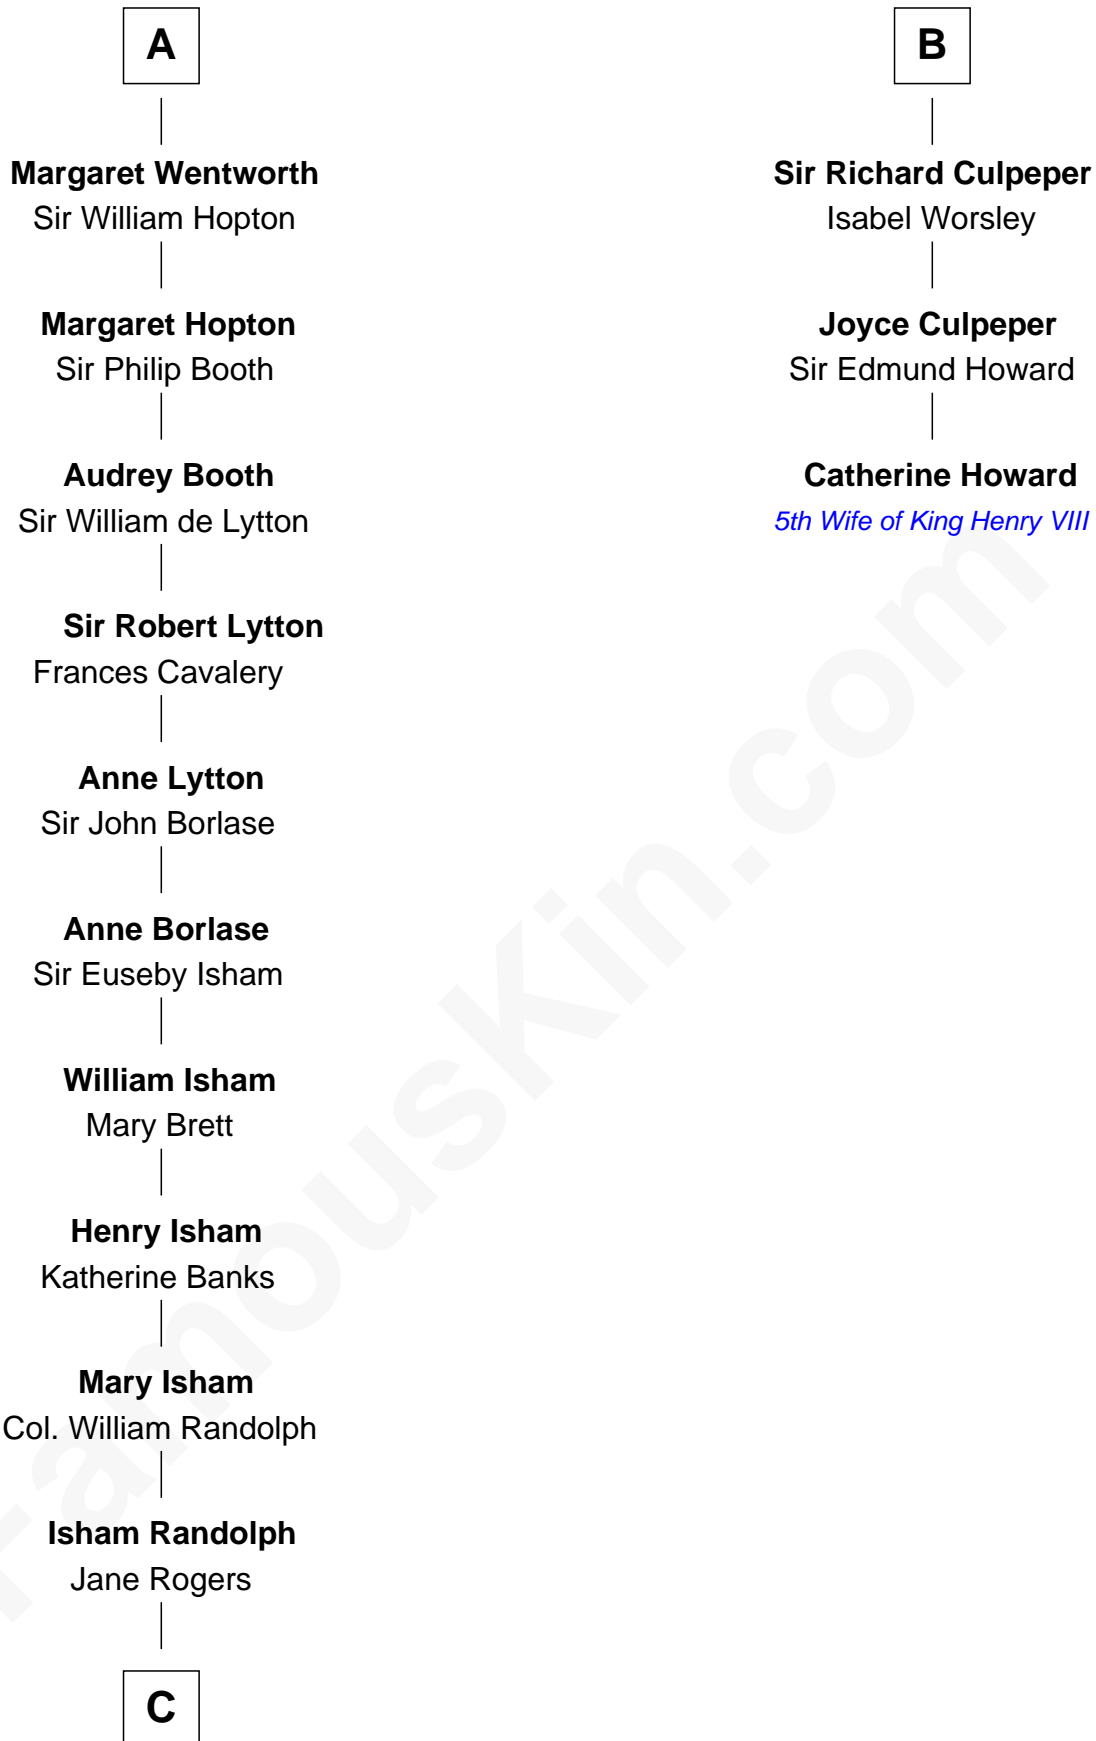 A
Margaret Wentworth
Sir William Hopton
Margaret Hopton
Sir Philip Booth
Audrey Booth
Sir William de Lytton
Sir Robert Lytton
Frances Cavalery
Anne Lytton
Sir John Borlase
Anne Borlase
Sir Euseby Isham
William Isham
Mary Brett
Henry Isham
Katherine Banks
Mary Isham
Col. William Randolph
Isham Randolph
Jane Rogers
C
B
Sir Richard Culpeper
Isabel Worsley
Joyce Culpeper
Sir Edmund Howard
Catherine Howard
5th Wife of King Henry VIII
FamousKin.com